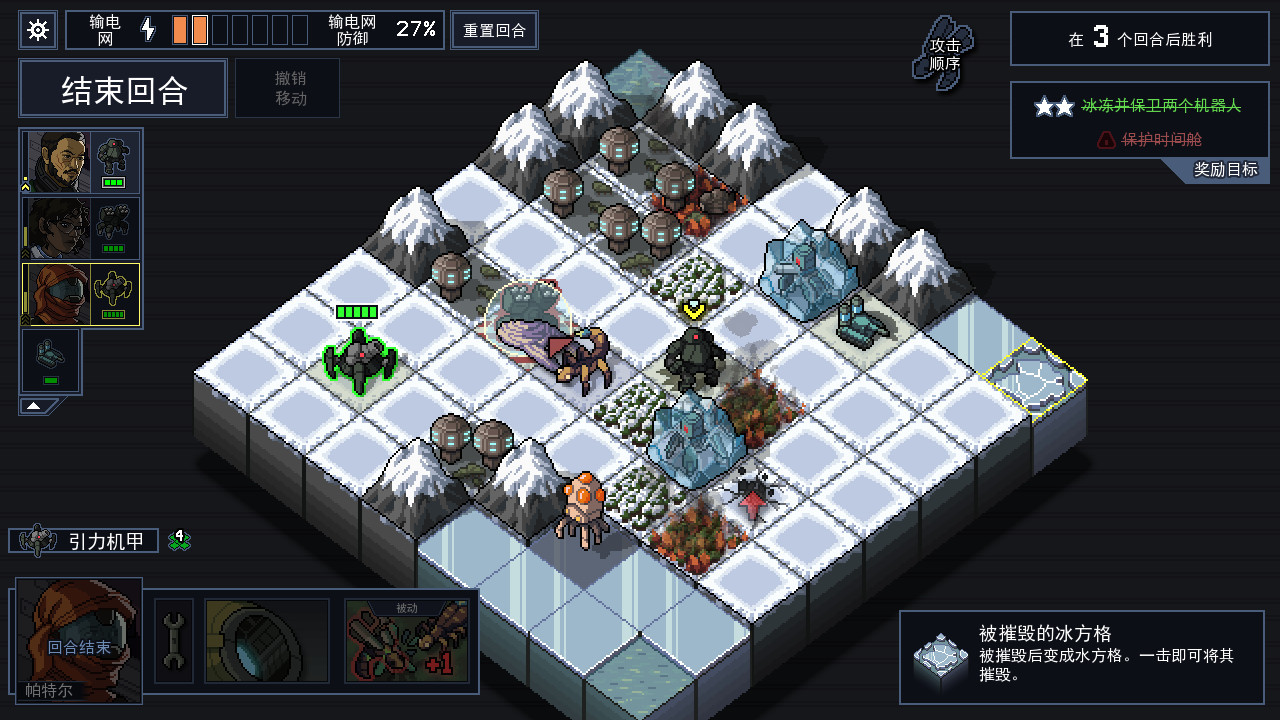 输电
网
输电网
防御
27%
重置回合
结束回合
撤销
移动
攻击
顺序
在 3 个回合后胜利
冰冻并保卫两个机器人
保护时间舱
奖励目标
引力机甲
4
回合结束
帕特尔
被动
+1
被摧毁的冰方格
被摧毁后变成水方格。一击即可将其
摧毁。